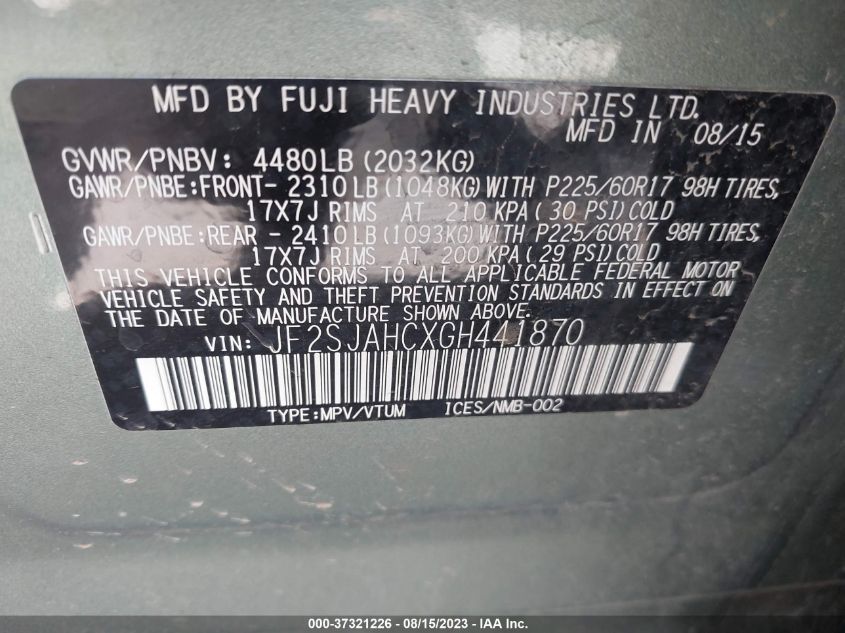 MFD BY FUJI HEAVY INDUSTRIES LTD.
MFD IN 08/15
GVWR/PNBV: 4480LB (2032KG)
GAWR/PNBE:FRONT- 2310LB(1048KG)WITH P225/60R17 98H TIRES,
17X7J RIMS AT 210 KPA( 30 PSI)COLD
GAWR/PNBE:REAR - 2410LB(1093KG)WITH P225/60R17 98H TIRES,
17X7J RIMS AT 200 KPA( 29 PSI)COLD
THIS VEHICLE CONFORMS TO ALL APPLICABLE FEDERAL MOTOR
VEHICLE SAFETY AND THEFT PREVENTION STANDARDS IN EFFECT ON
THE DATE OF MANUFACTURE SHOWN ABOVE.
VIN: JF2SJAHCXGH441870
TYPE:MPV/VTUM ICES/NMB-002
000-37321226 - 08/15/2023 - IAA Inc.